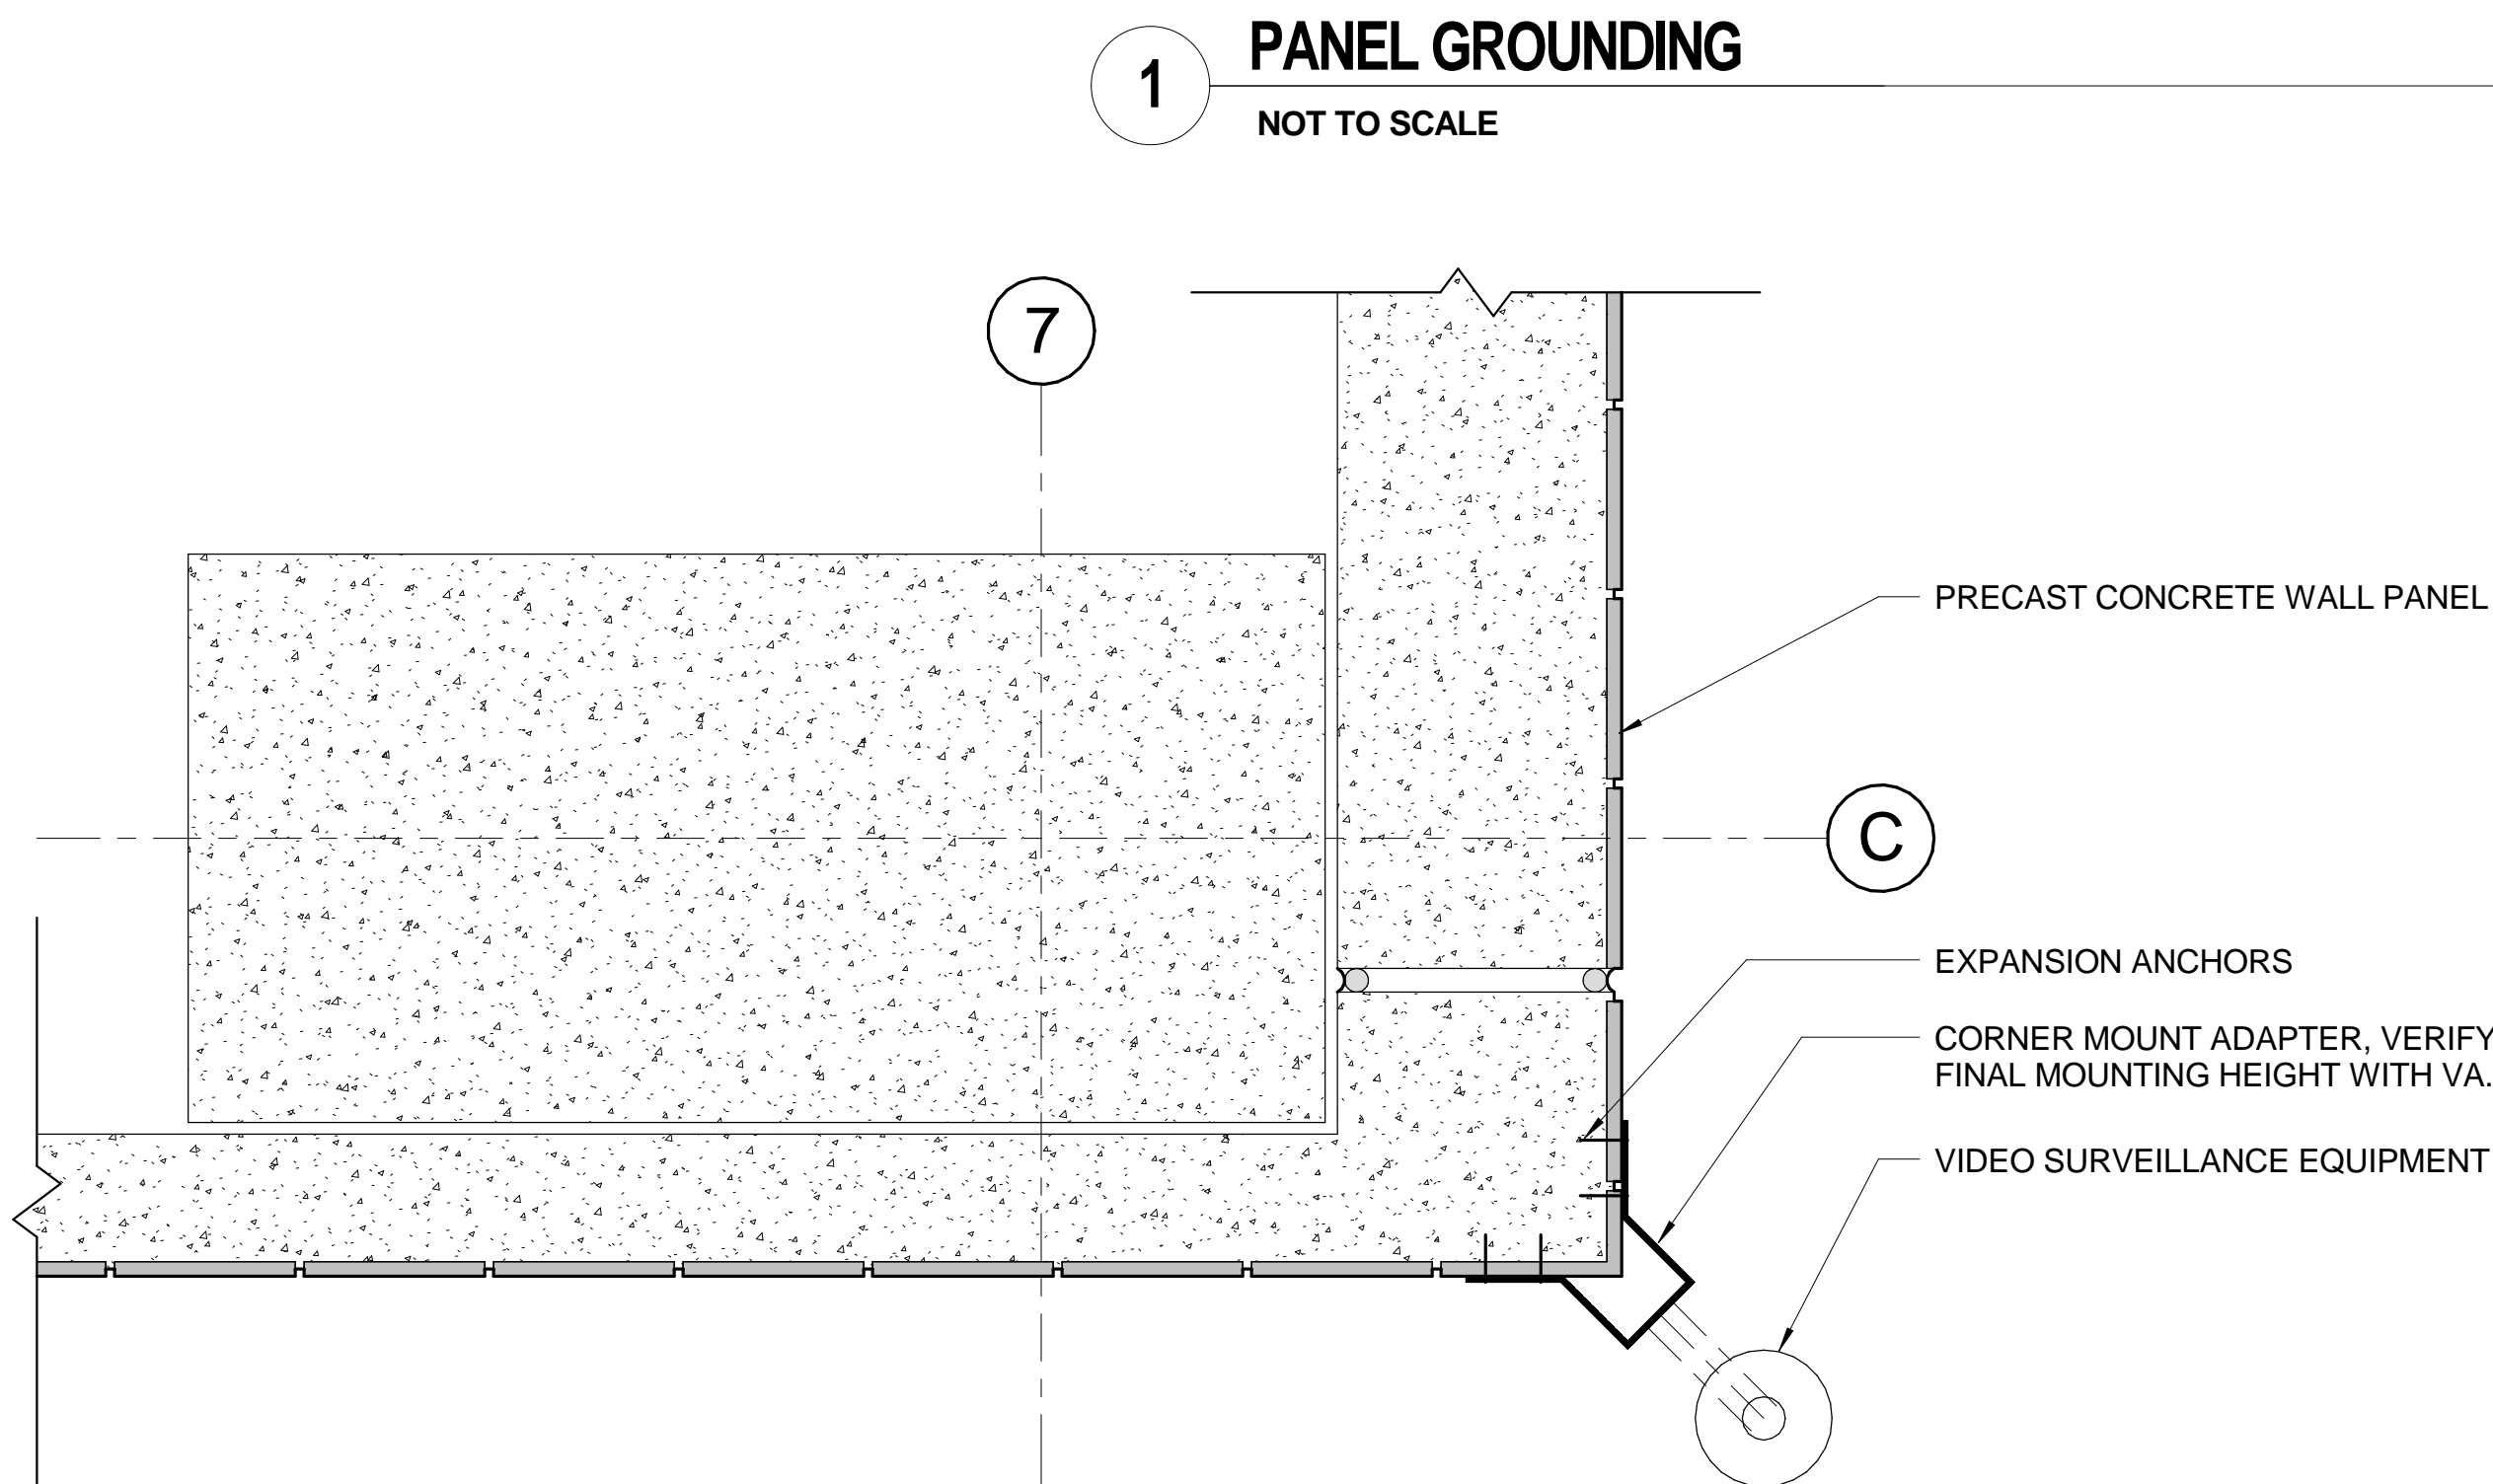 1
PANEL GROUNDING
NOT TO SCALE
7
PRECAST CONCRETE WALL PANEL
C
EXPANSION ANCHORS
CORNER MOUNT ADAPTER, VERIFY
FINAL MOUNTING HEIGHT WITH VA.
VIDEO SURVEILLANCE EQUIPMENT